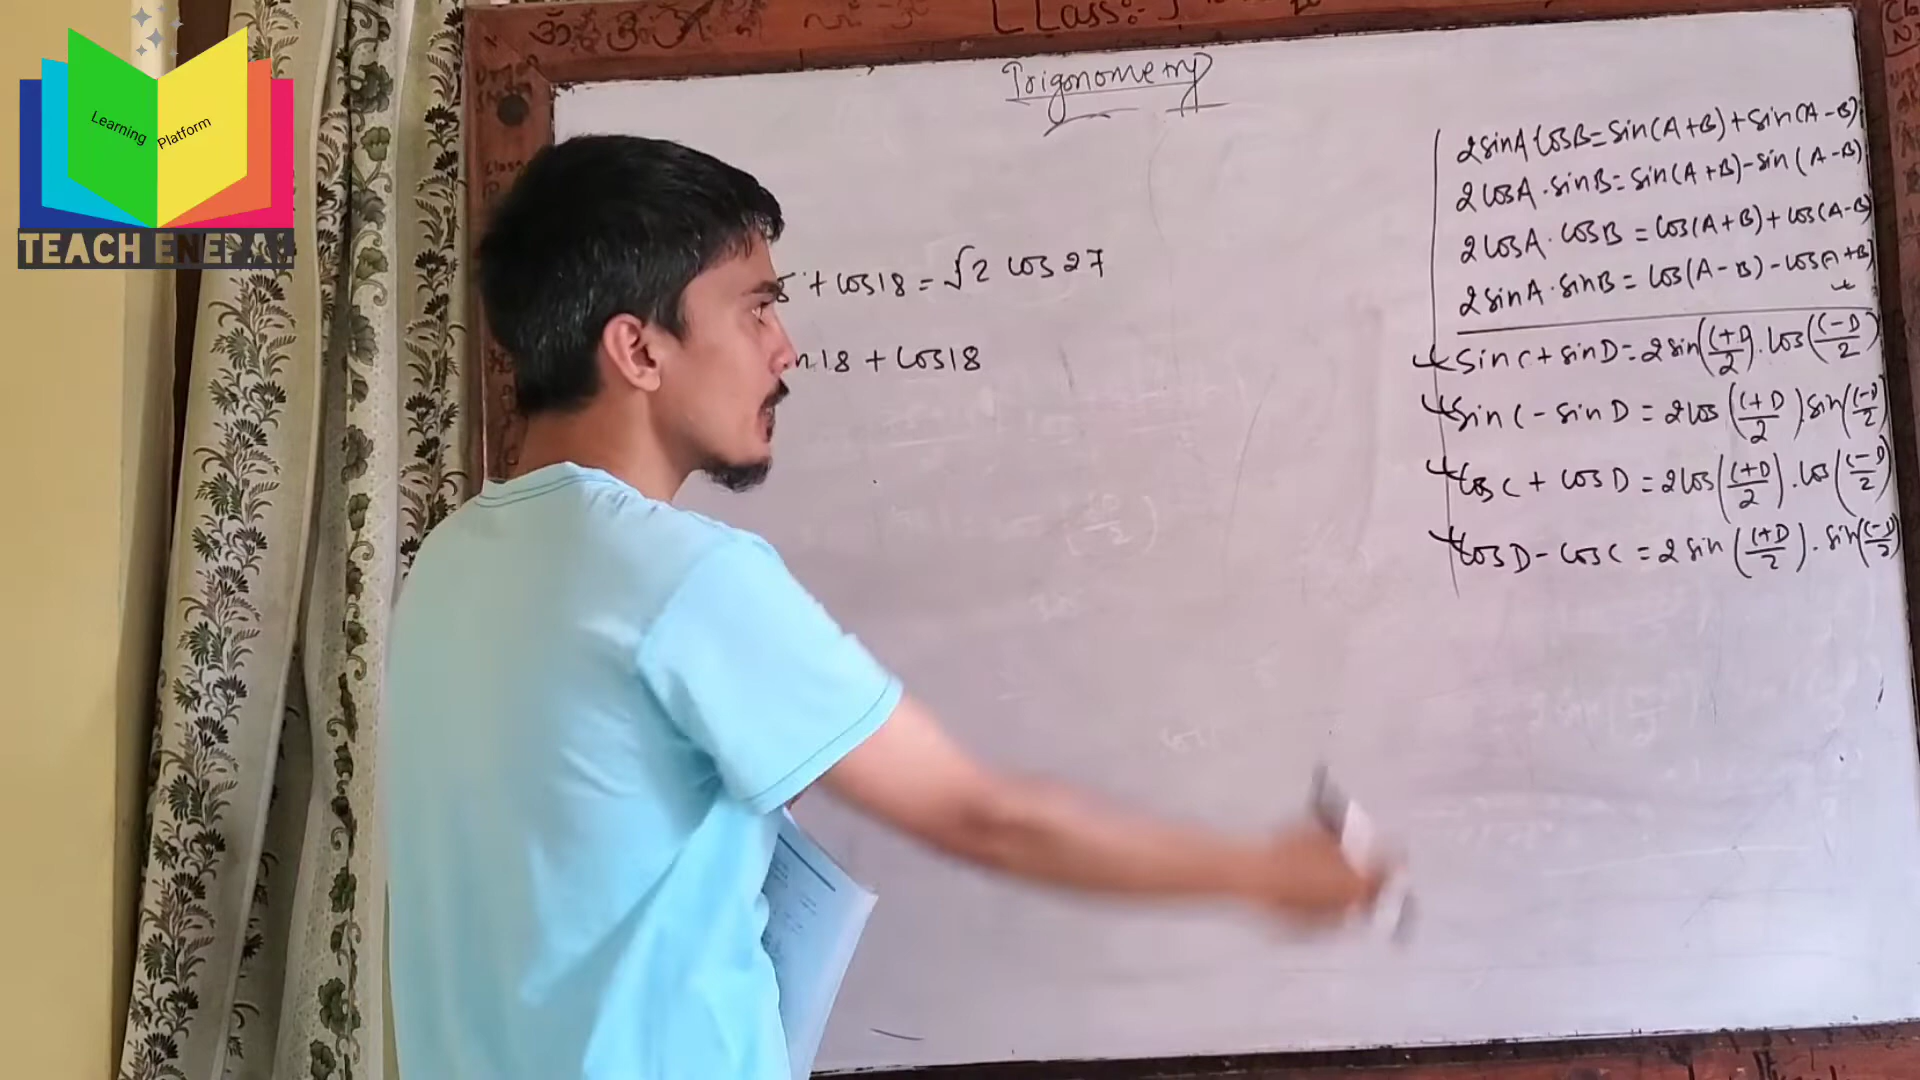 Learning Platform
TEACH ENEPAL
ॐ
Class:-
Trigonometry
+ cos18 = √2 cos27
n18 + cos18
2sinA cosB = sin(A+B) + sin(A-B)
2cosA · sinB = sin(A+B) - sin(A-B)
2cosA · cosB = cos(A+B) + cos(A-B)
2sinA · sinB = cos(A-B) - cos(A+B)
sinC + sinD = 2sin((C+D)/2) · cos((C-D)/2)
sinC - sinD = 2cos((C+D)/2) · sin((C-D)/2)
cosC + cosD = 2cos((C+D)/2) · cos((C-D)/2)
cosD - cosC = 2sin((C+D)/2) · sin((C-D)/2)